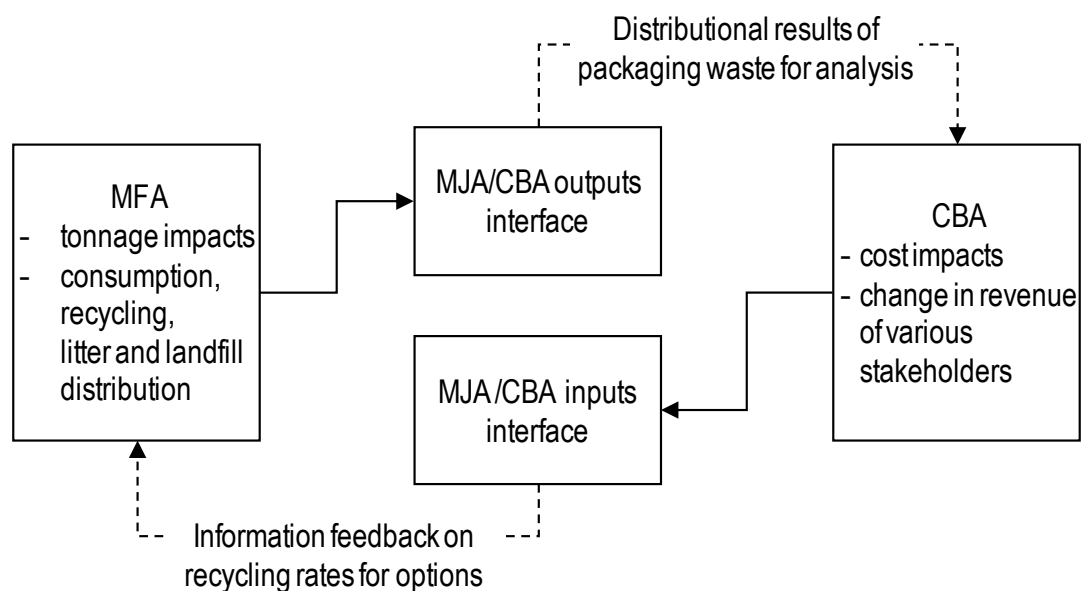 Distributional results of
packaging waste for analysis
MFA
- tonnage impacts
- consumption,
recycling,
litter and landfill
distribution
MJA/CBA outputs
interface
CBA
- cost impacts
- change in revenue
of various
stakeholders
MJA /CBA inputs
interface
Information feedback on
recycling rates for options